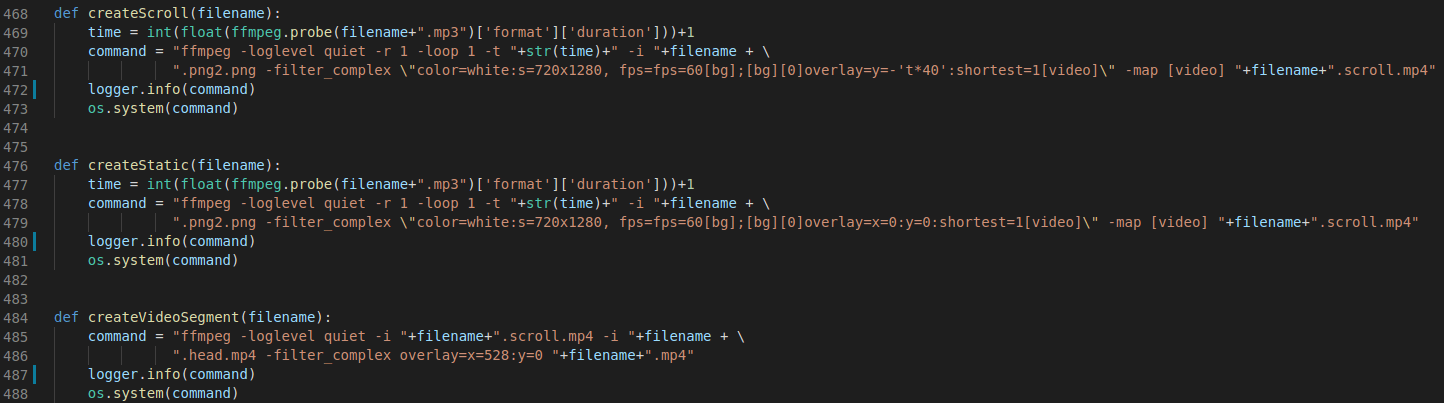 468 def createScroll(filename):
469     time = int(float(ffmpeg.probe(filename+".mp3")['format']['duration']))+1
470     command = "ffmpeg -loglevel quiet -r 1 -loop 1 -t "+str(time)+" -i "+filename + \
471               ".png2.png -filter_complex \"color=white:s=720x1280, fps=fps=60[bg];[bg][0]overlay=y=-'t*40':shortest=1[video]\" -map [video] "+filename+".scroll.mp4"
472     logger.info(command)
473     os.system(command)
474
475
476 def createStatic(filename):
477     time = int(float(ffmpeg.probe(filename+".mp3")['format']['duration']))+1
478     command = "ffmpeg -loglevel quiet -r 1 -loop 1 -t "+str(time)+" -i "+filename + \
479               ".png2.png -filter_complex \"color=white:s=720x1280, fps=fps=60[bg];[bg][0]overlay=x=0:y=0:shortest=1[video]\" -map [video] "+filename+".scroll.mp4"
480     logger.info(command)
481     os.system(command)
482
483
484 def createVideoSegment(filename):
485     command = "ffmpeg -loglevel quiet -i "+filename+".scroll.mp4 -i "+filename + \
486               ".head.mp4 -filter_complex overlay=x=528:y=0 "+filename+".mp4"
487     logger.info(command)
488     os.system(command)